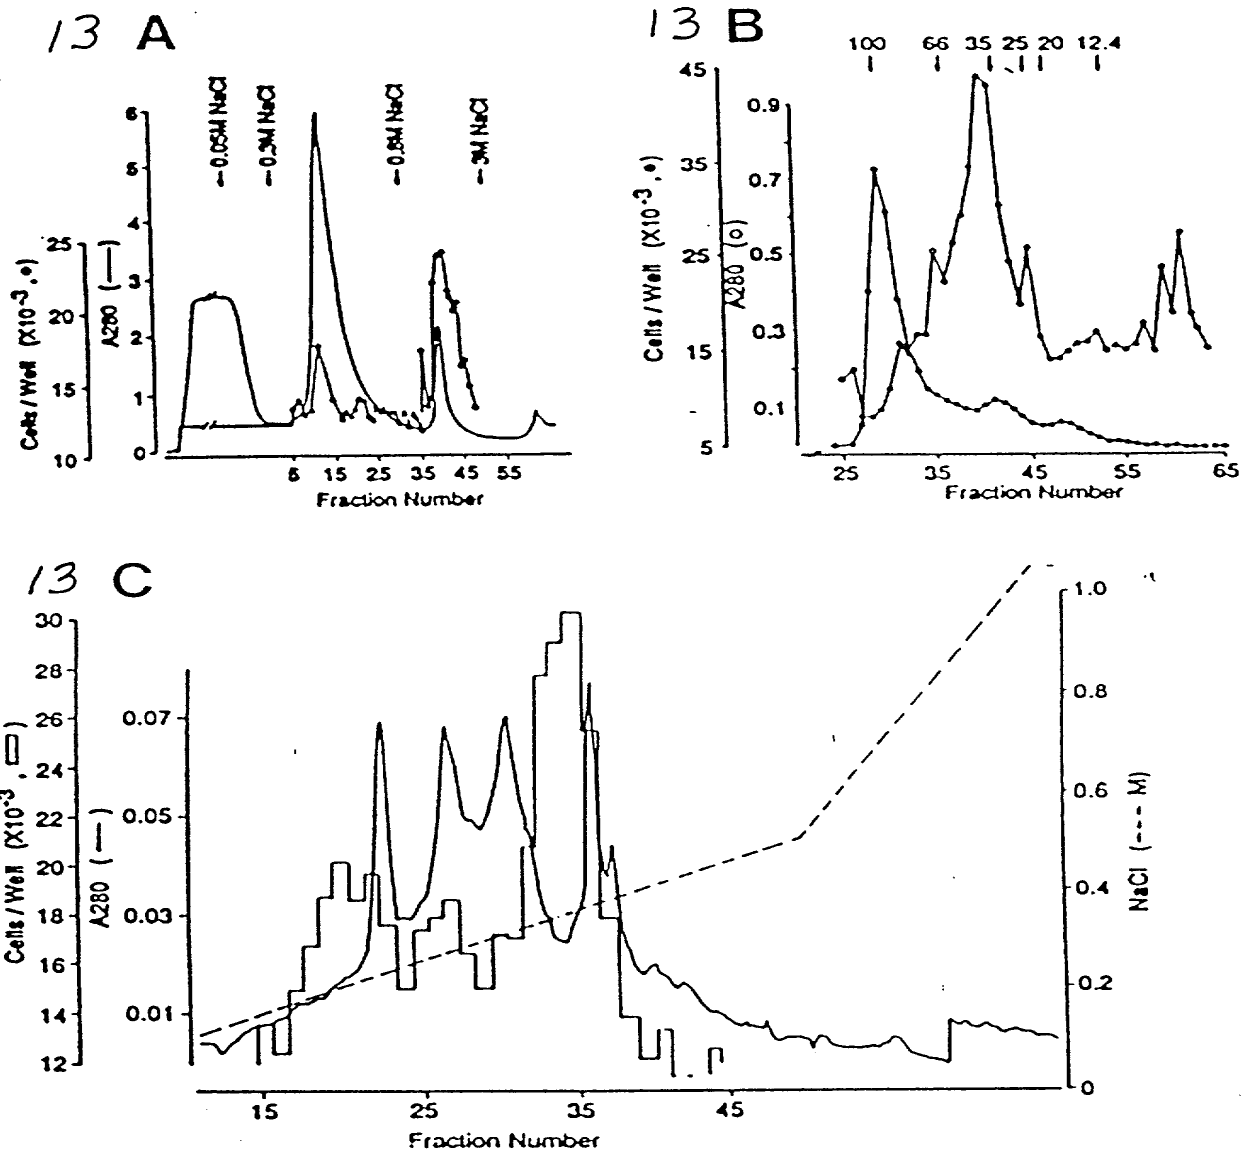 13 A
←0.05M NaCl
←0.3M NaCl
←0.6M NaCl
←3M NaCl
Cells/Well (X10-3,●)
25
20
15
10
A280 (—)
6
5
4
3
2
1
0
5 15 25 35 45 55
Fraction Number
13 B
100 66 35 25 20 12.4
Cells/Well (X10-3,●)
45
35
25
15
5
A280 (o)
0.9
0.7
0.5
0.3
0.1
25 35 45 55 65
Fraction Number
13 C
Cells/Well (X10-3, ▯)
30
28
26
24
22
20
18
16
14
12
A280 (—)
0.07
0.05
0.03
0.01
NaCl (--- M)
1.0
0.8
0.6
0.4
0.2
0
15 25 35 45
Fraction Number